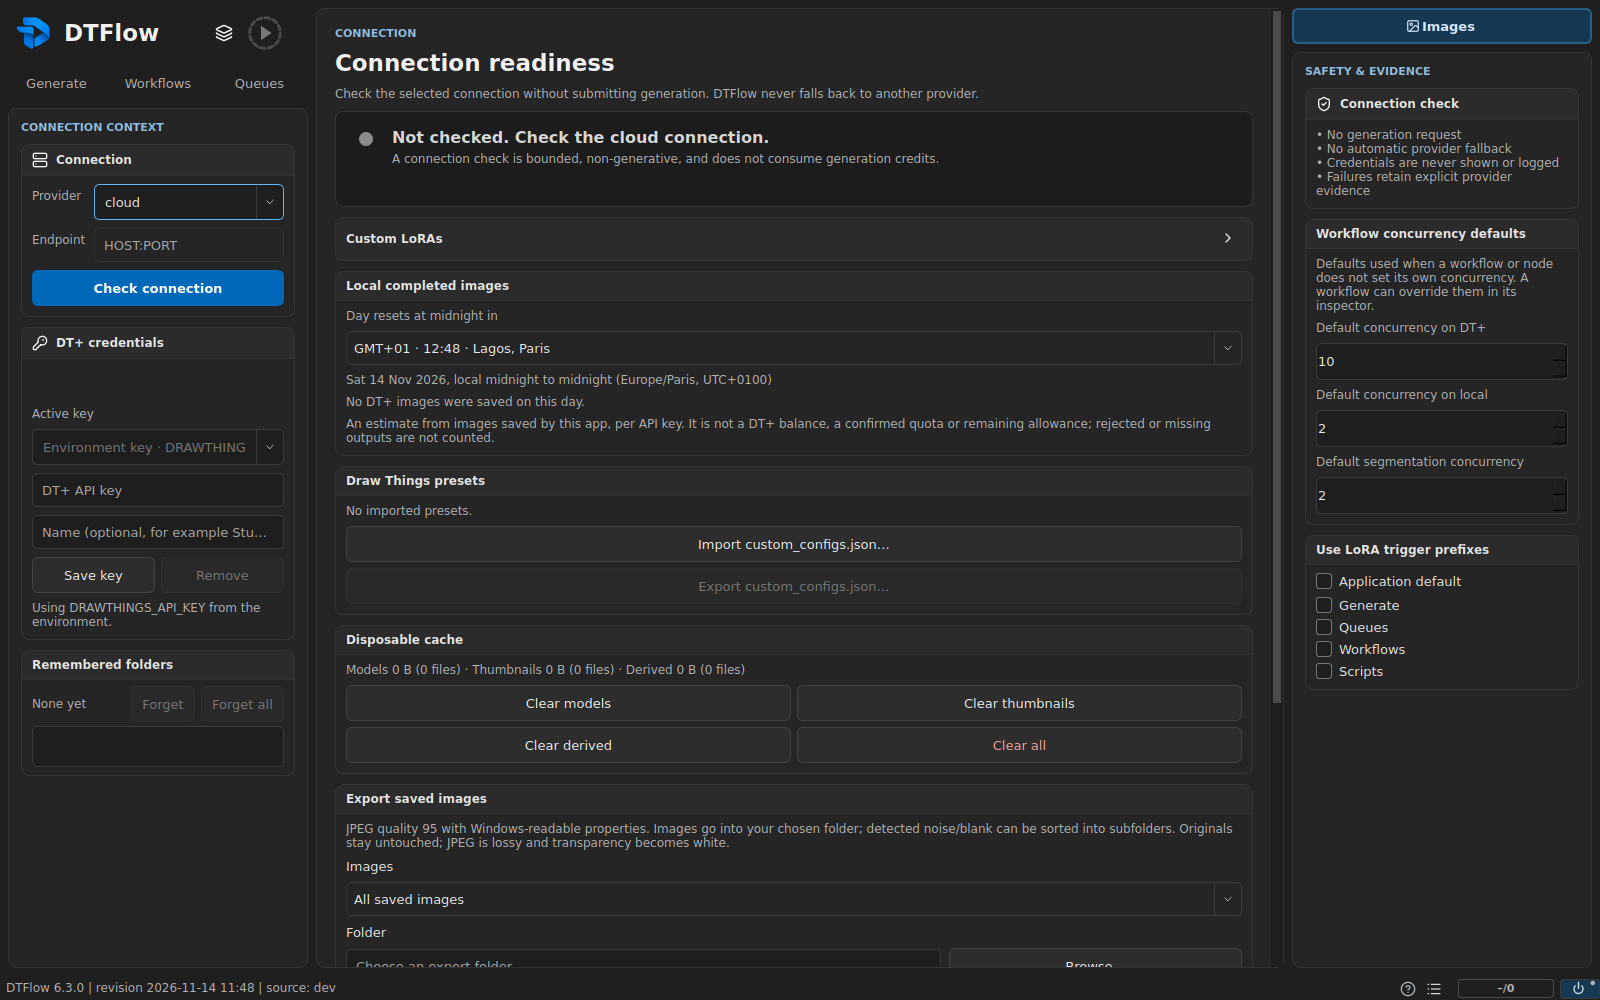 DTFlow
Generate
Workflows
Queues
CONNECTION CONTEXT
Connection
Provider
cloud
Endpoint
HOST:PORT
Check connection
DT+ credentials
Active key
Environment key · DRAWTHING
DT+ API key
Name (optional, for example Stu...
Save key
Remove
Using DRAWTHINGS_API_KEY from the
environment.
Remembered folders
None yet
Forget
Forget all
CONNECTION
Connection readiness
Check the selected connection without submitting generation. DTFlow never falls back to another provider.
Not checked. Check the cloud connection.
A connection check is bounded, non-generative, and does not consume generation credits.
Custom LoRAs
Local completed images
Day resets at midnight in
GMT+01 · 12:48 · Lagos, Paris
Sat 14 Nov 2026, local midnight to midnight (Europe/Paris, UTC+0100)
No DT+ images were saved on this day.
An estimate from images saved by this app, per API key. It is not a DT+ balance, a confirmed quota or remaining allowance; rejected or missing
outputs are not counted.
Draw Things presets
No imported presets.
Import custom_configs.json...
Export custom_configs.json...
Disposable cache
Models 0 B (0 files) · Thumbnails 0 B (0 files) · Derived 0 B (0 files)
Clear models
Clear thumbnails
Clear derived
Clear all
Export saved images
JPEG quality 95 with Windows-readable properties. Images go into your chosen folder; detected noise/blank can be sorted into subfolders. Originals
stay untouched; JPEG is lossy and transparency becomes white.
Images
All saved images
Folder
Choose an export folder
Browse
Images
SAFETY & EVIDENCE
Connection check
• No generation request
• No automatic provider fallback
• Credentials are never shown or logged
• Failures retain explicit provider
evidence
Workflow concurrency defaults
Defaults used when a workflow or node
does not set its own concurrency. A
workflow can override them in its
inspector.
Default concurrency on DT+
10
Default concurrency on local
2
Default segmentation concurrency
2
Use LoRA trigger prefixes
Application default
Generate
Queues
Workflows
Scripts
DTFlow 6.3.0 | revision 2026-11-14 11:48 | source: dev
–/0